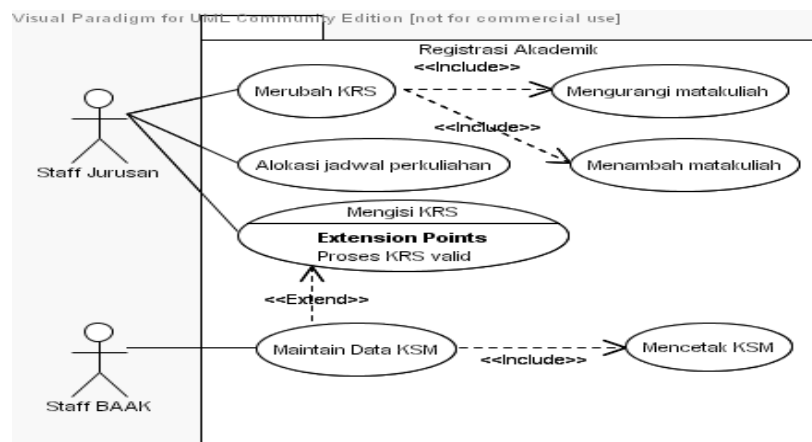 Visual Paradigm for UML Community Edition [not for commercial use]
Registrasi Akademik
<<Include>>
Merubah KRS
Mengurangi matakuliah
<<Include>>
Staff Jurusan
Alokasi jadwal perkuliahan
Menambah matakuliah
Mengisi KRS
Extension Points
Proses KRS valid
<<Extend>>
Maintain Data KSM
<<Include>>
Mencetak KSM
Staff BAAK